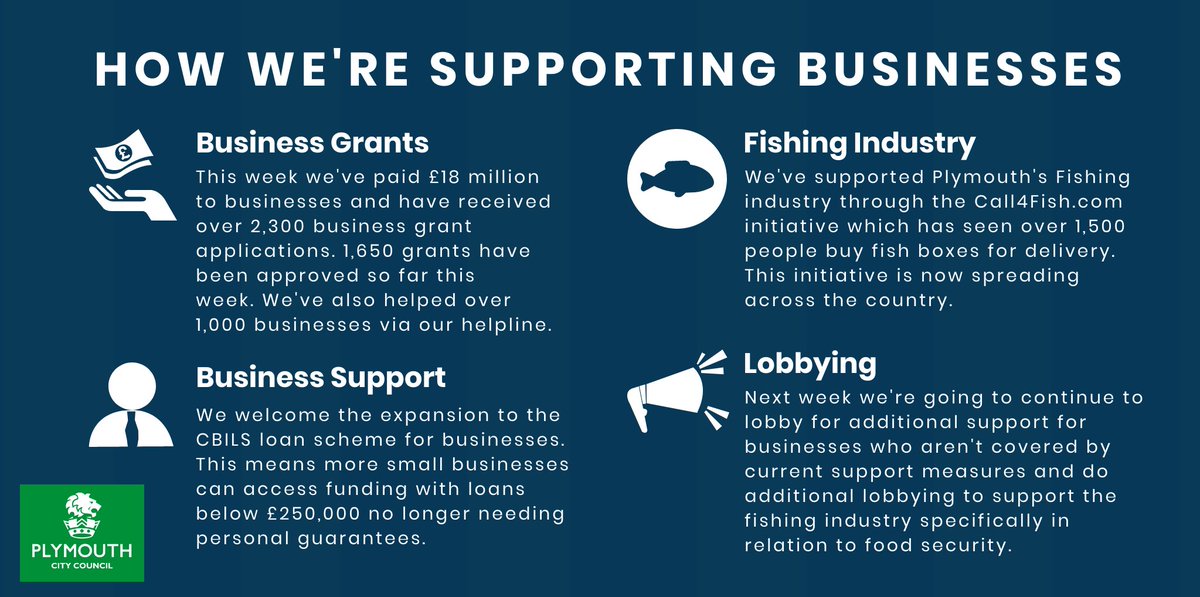 HOW WE'RE SUPPORTING BUSINESSES
£
Business Grants
This week we've paid £18 million
to businesses and have received
over 2,300 business grant
applications. 1,650 grants have
been approved so far this
week. We've also helped over
1,000 businesses via our helpline.
Business Support
We welcome the expansion to the
CBILS loan scheme for businesses.
This means more small businesses
can access funding with loans
below £250,000 no longer needing
personal guarantees.
Fishing Industry
We've supported Plymouth's Fishing
industry through the Call4Fish.com
initiative which has seen over 1,500
people buy fish boxes for delivery.
This initiative is now spreading
across the country.
Lobbying
Next week we're going to continue to
lobby for additional support for
businesses who aren't covered by
current support measures and do
additional lobbying to support the
fishing industry specifically in
relation to food security.
PLYMOUTH
CITY COUNCIL